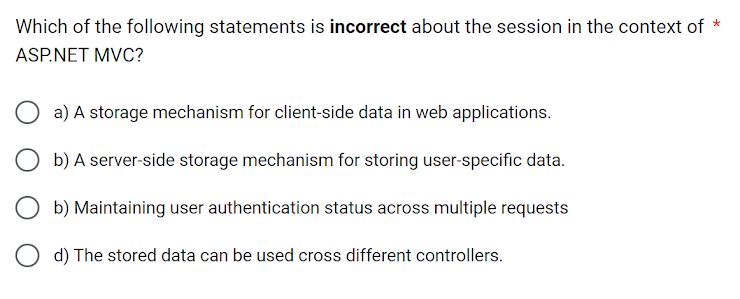 Which of the following statements is incorrect about the session in the context of *
ASP.NET MVC?
a) A storage mechanism for client-side data in web applications.
b) A server-side storage mechanism for storing user-specific data.
b) Maintaining user authentication status across multiple requests
d) The stored data can be used cross different controllers.